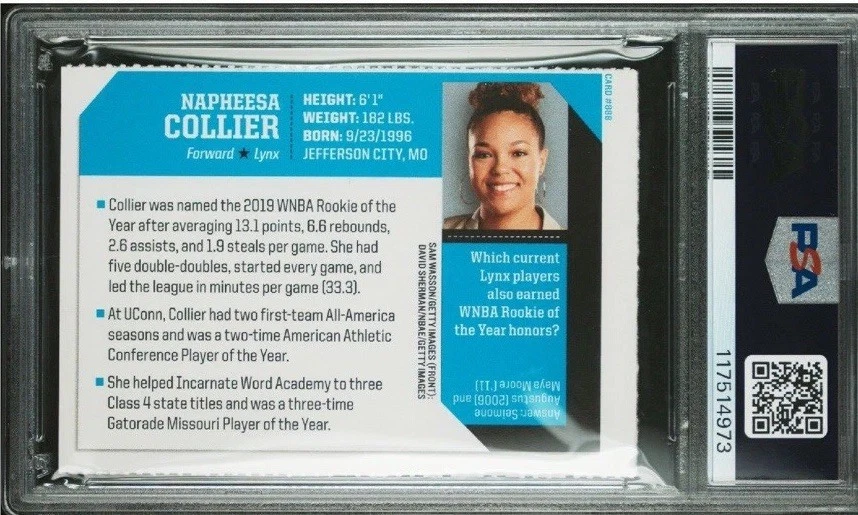 NAPHEESA
COLLIER
Forward ★ Lynx
HEIGHT: 6'1"
WEIGHT: 182 LBS.
BORN: 9/23/1996
JEFFERSON CITY, MO
CARD #888
■ Collier was named the 2019 WNBA Rookie of the
Year after averaging 13.1 points, 6.6 rebounds,
2.6 assists, and 1.9 steals per game. She had
five double-doubles, started every game, and
led the league in minutes per game (33.3).
■ At UConn, Collier had two first-team All-America
seasons and was a two-time American Athletic
Conference Player of the Year.
■ She helped Incarnate Word Academy to three
Class 4 state titles and was a three-time
Gatorade Missouri Player of the Year.
SAM WASSON/GETTY IMAGES (FRONT);
DAVID SHERMAN/NBAE/GETTY IMAGES
Which current
Lynx players
also earned
WNBA Rookie of
the Year honors?
Answer: Seimone
Augustus (2006) and
Maya Moore ('11)
PSA
117514973